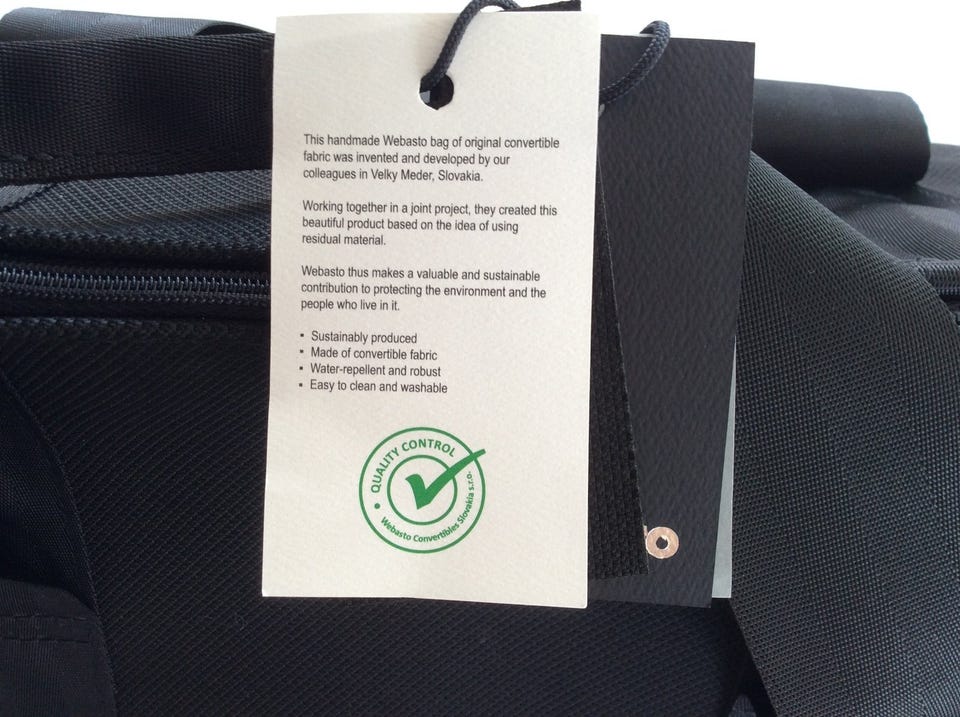 This handmade Webasto bag of original convertible
fabric was invented and developed by our
colleagues in Velky Meder, Slovakia.
Working together in a joint project, they created this
beautiful product based on the idea of using
residual material.
Webasto thus makes a valuable and sustainable
contribution to protecting the environment and the
people who live in it.
▪ Sustainably produced
▪ Made of convertible fabric
▪ Water-repellent and robust
▪ Easy to clean and washable
QUALITY CONTROL
Webasto Convertibles Slovakia s.r.o.